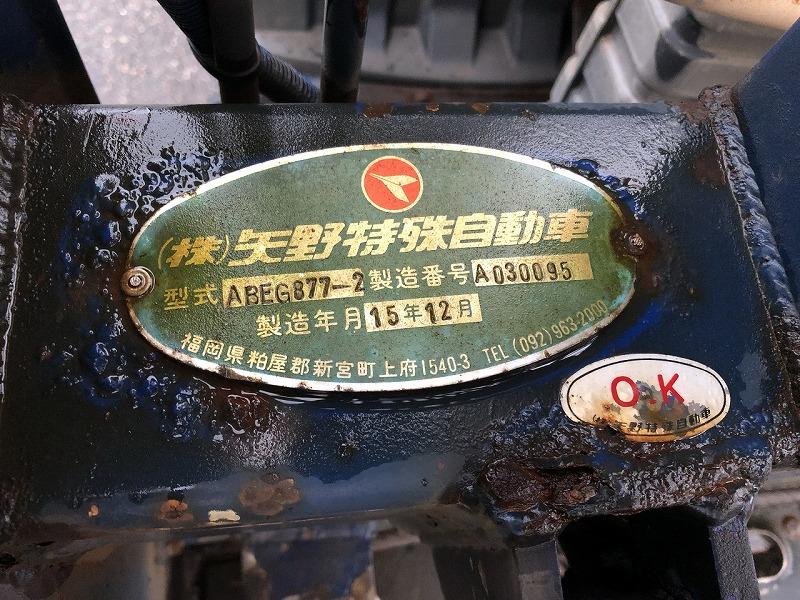 (株)矢野特殊自動車
型式 ABEG877-2 製造番号 A030095
製造年月 15年12月
福岡県粕屋郡新宮町上府1540-3 TEL (092)963-2000
O.K
(株)矢野特殊自動車